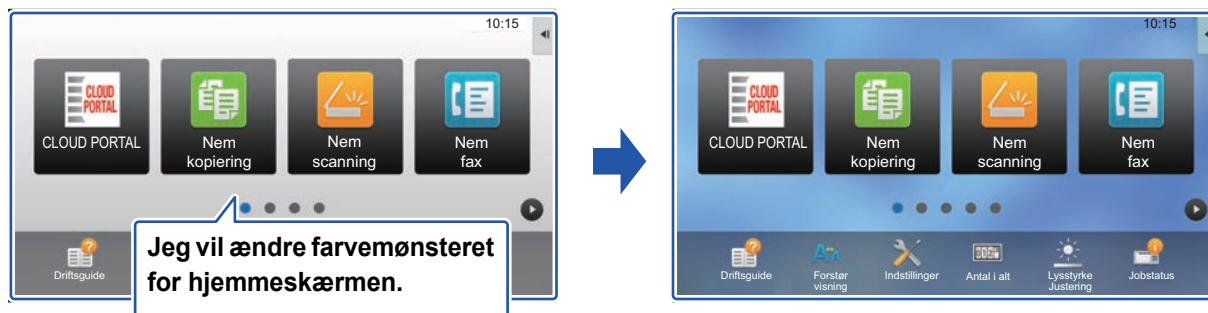 10:15
CLOUD
PORTAL
CLOUD PORTAL
Nem
kopiering
Nem
scanning
Nem
fax
Jeg vil ændre farvemønsteret
for hjemmeskærmen.
Driftsguide
10:15
CLOUD
PORTAL
CLOUD PORTAL
Nem
kopiering
Nem
scanning
Nem
fax
Driftsguide
Forstør
visning
Indstillinger
Antal i alt
Lysstyrke
Justering
Jobstatus